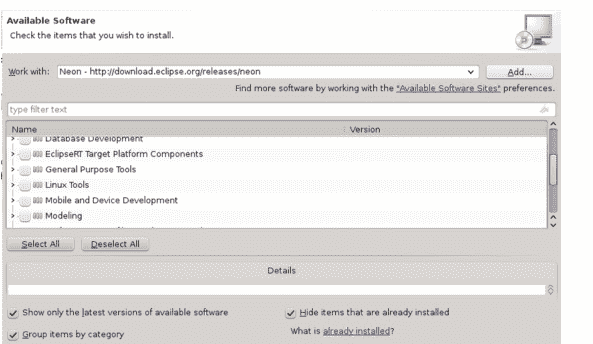 Available Software
Check the items that you wish to install.
Work with: Neon - http://download.eclipse.org/releases/neon Add...
Find more software by working with the "Available Software Sites" preferences.
type filter text
Name Version
Database Development
EclipseRT Target Platform Components
General Purpose Tools
Linux Tools
Mobile and Device Development
Modeling
Select All Deselect All
Details
Show only the latest versions of available software Hide items that are already installed
Group items by category What is already installed?